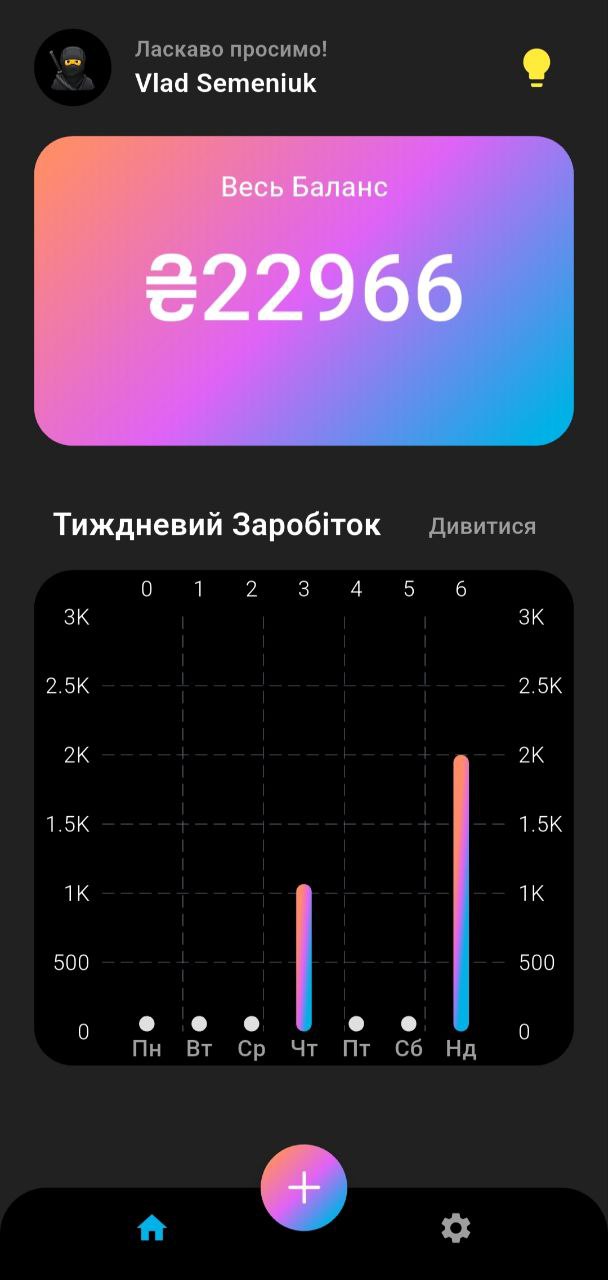 Ласкаво просимо!
Vlad Semeniuk
Весь Баланс
₴22966
Тиждневий Заробіток Дивитися
0 1 2 3 4 5 6
3K 3K
2.5K 2.5K
2K 2K
1.5K 1.5K
1K 1K
500 500
0 0
Пн Вт Ср Чт Пт Сб Нд